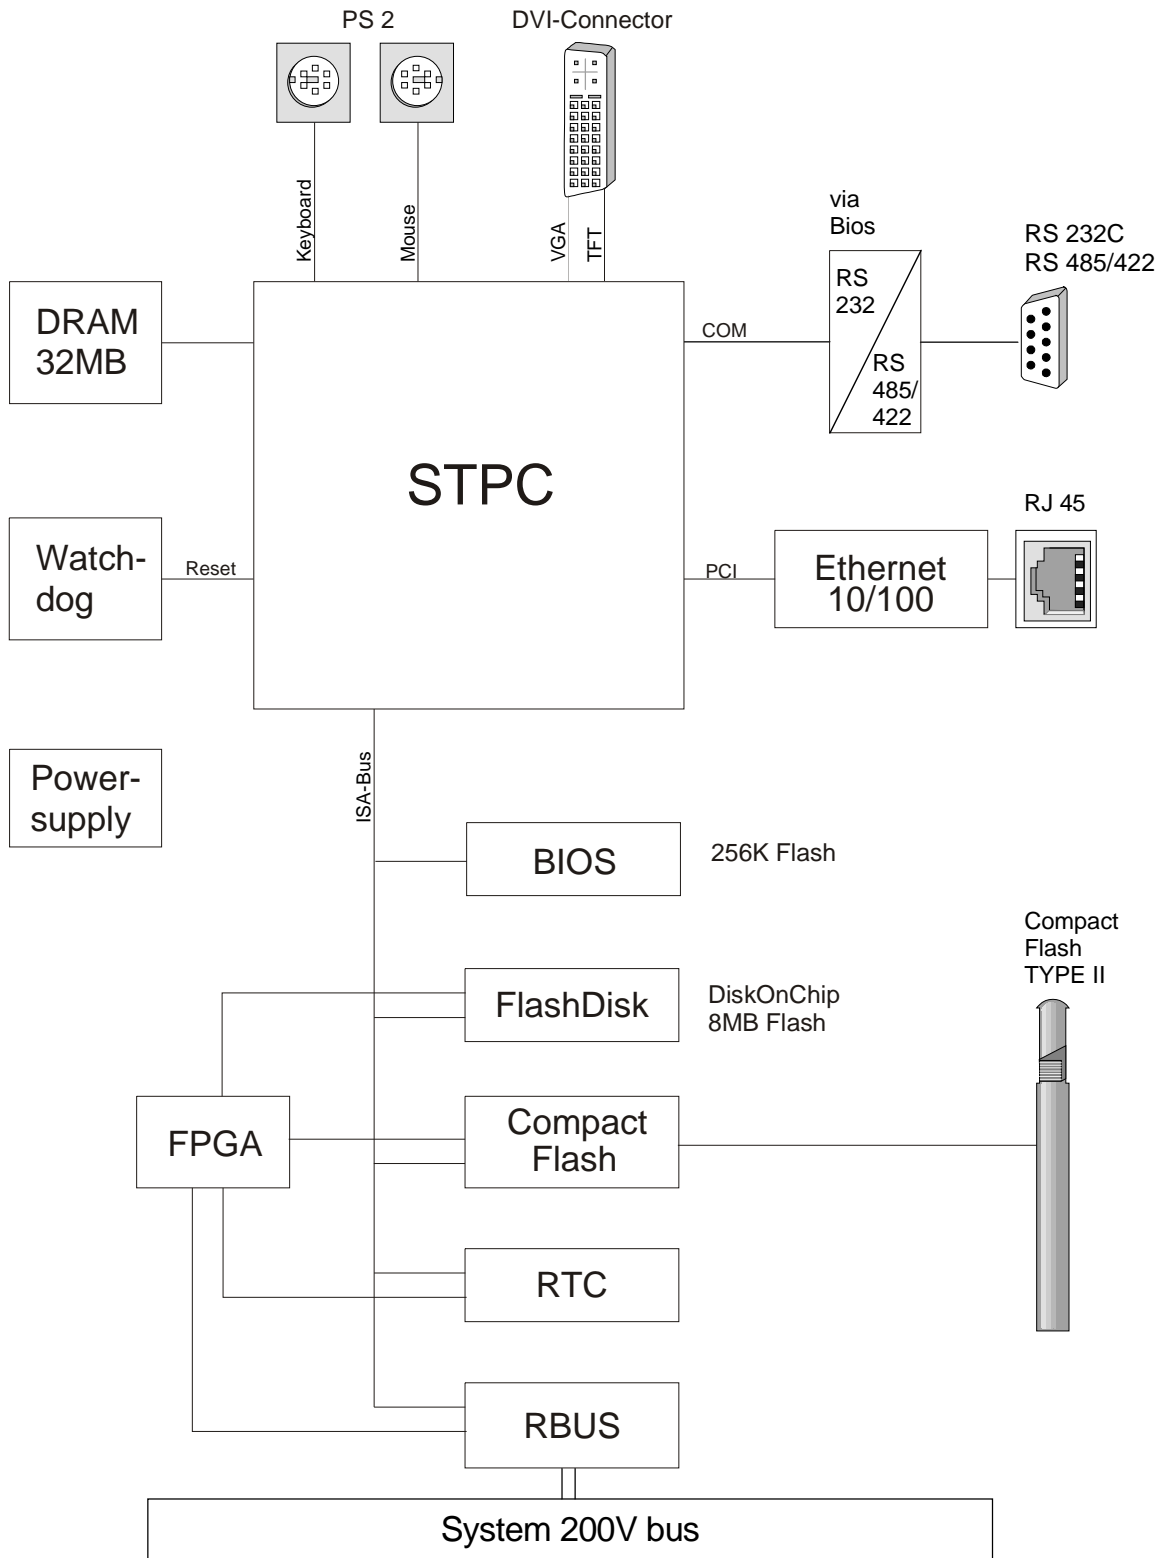 PS 2
DVI-Connector
Keyboard
Mouse
VGA
TFT
via
Bios
RS 232C
RS 485/422
RS
232
RS
485/
422
DRAM
32MB
COM
STPC
RJ 45
Watch-
dog
Reset
PCI
Ethernet
10/100
Power-
supply
ISA-Bus
BIOS
256K Flash
Compact
Flash
TYPE II
FlashDisk
DiskOnChip
8MB Flash
FPGA
Compact
Flash
RTC
RBUS
System 200V bus